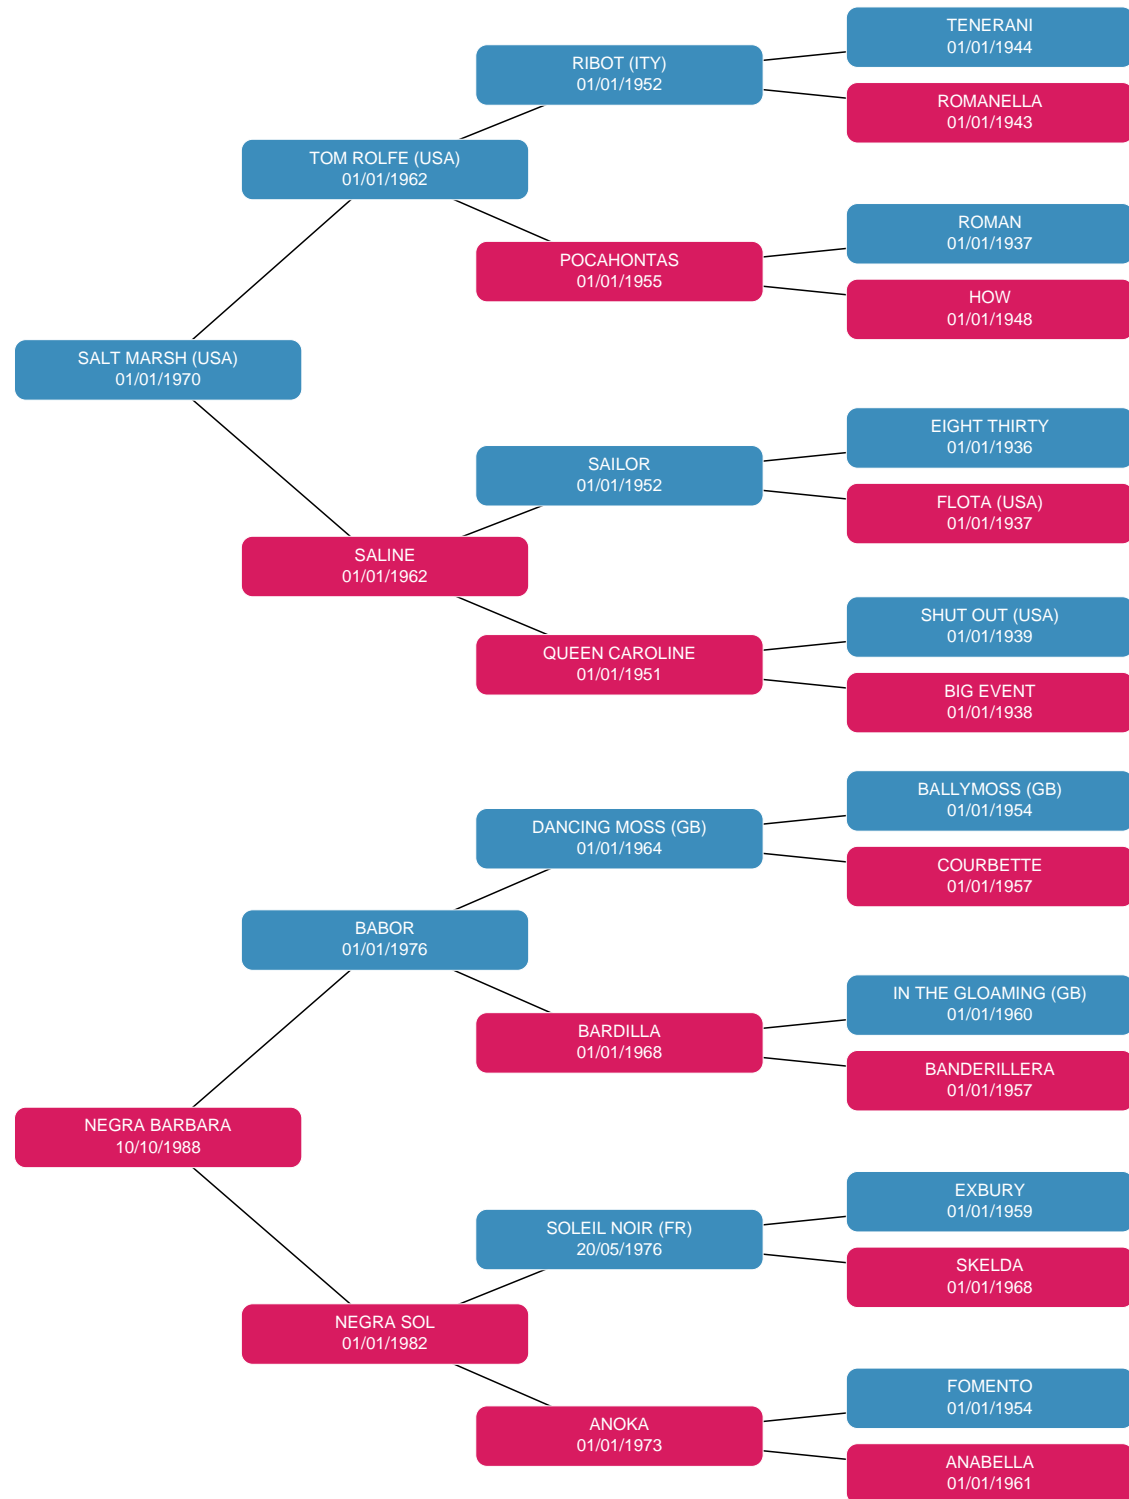 TENERANI
01/01/1944
RIBOT (ITY)
01/01/1952
ROMANELLA
01/01/1943
TOM ROLFE (USA)
01/01/1962
ROMAN
01/01/1937
POCAHONTAS
01/01/1955
HOW
01/01/1948
SALT MARSH (USA)
01/01/1970
EIGHT THIRTY
01/01/1936
SAILOR
01/01/1952
FLOTA (USA)
01/01/1937
SALINE
01/01/1962
SHUT OUT (USA)
01/01/1939
QUEEN CAROLINE
01/01/1951
BIG EVENT
01/01/1938
BALLYMOSS (GB)
01/01/1954
DANCING MOSS (GB)
01/01/1964
COURBETTE
01/01/1957
BABOR
01/01/1976
IN THE GLOAMING (GB)
01/01/1960
BARDILLA
01/01/1968
BANDERILLERA
01/01/1957
NEGRA BARBARA
10/10/1988
EXBURY
01/01/1959
SOLEIL NOIR (FR)
20/05/1976
SKELDA
01/01/1968
NEGRA SOL
01/01/1982
FOMENTO
01/01/1954
ANOKA
01/01/1973
ANABELLA
01/01/1961